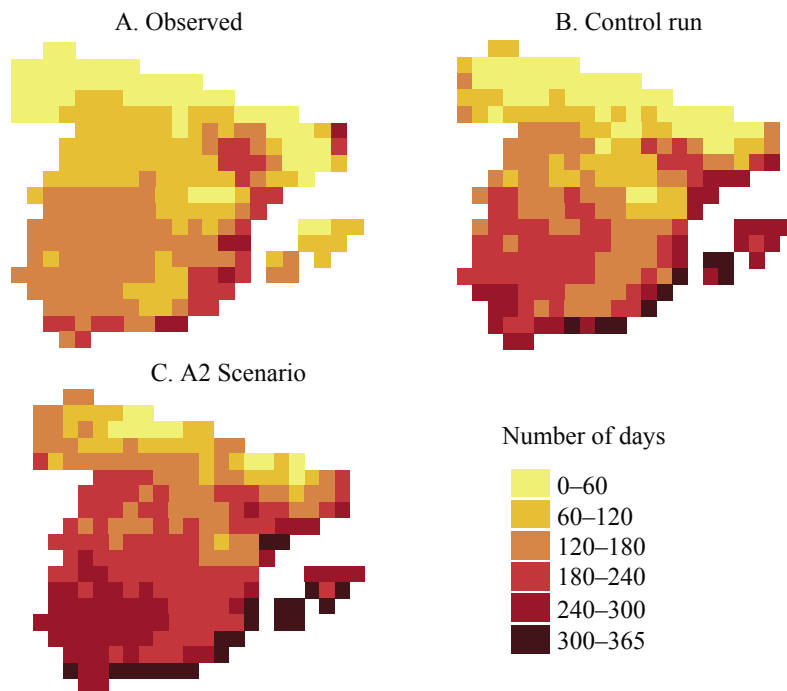 A. Observed
B. Control run
C. A2 Scenario
Number of days
0–60
60–120
120–180
180–240
240–300
300–365